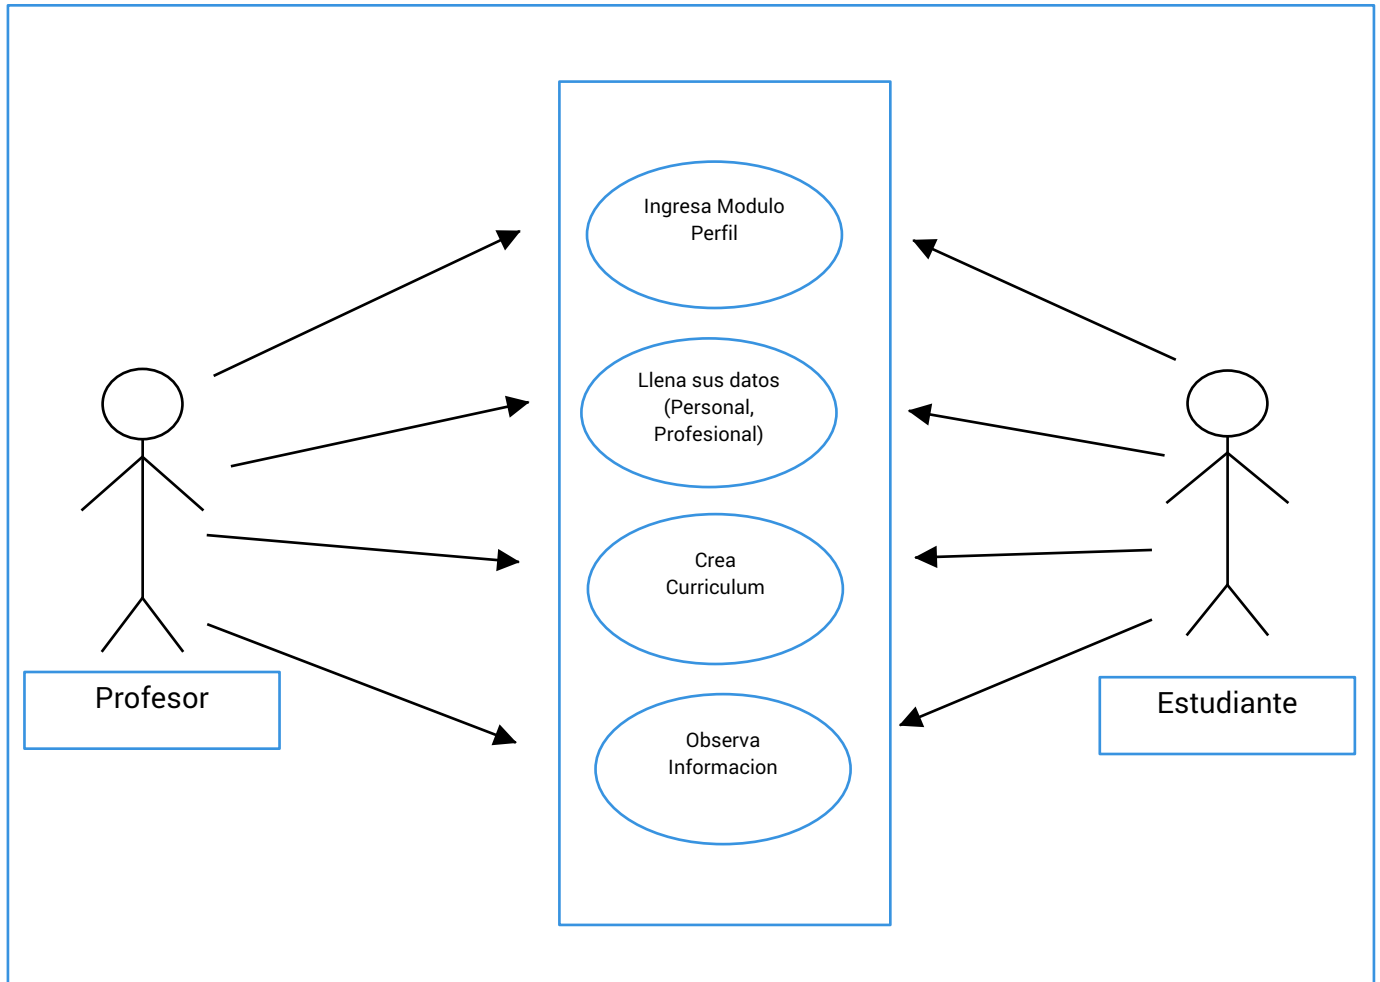 Ingresa Modulo
Perfil
Llena sus datos
(Personal,
Profesional)
Crea
Curriculum
Observa
Informacion
Profesor
Estudiante